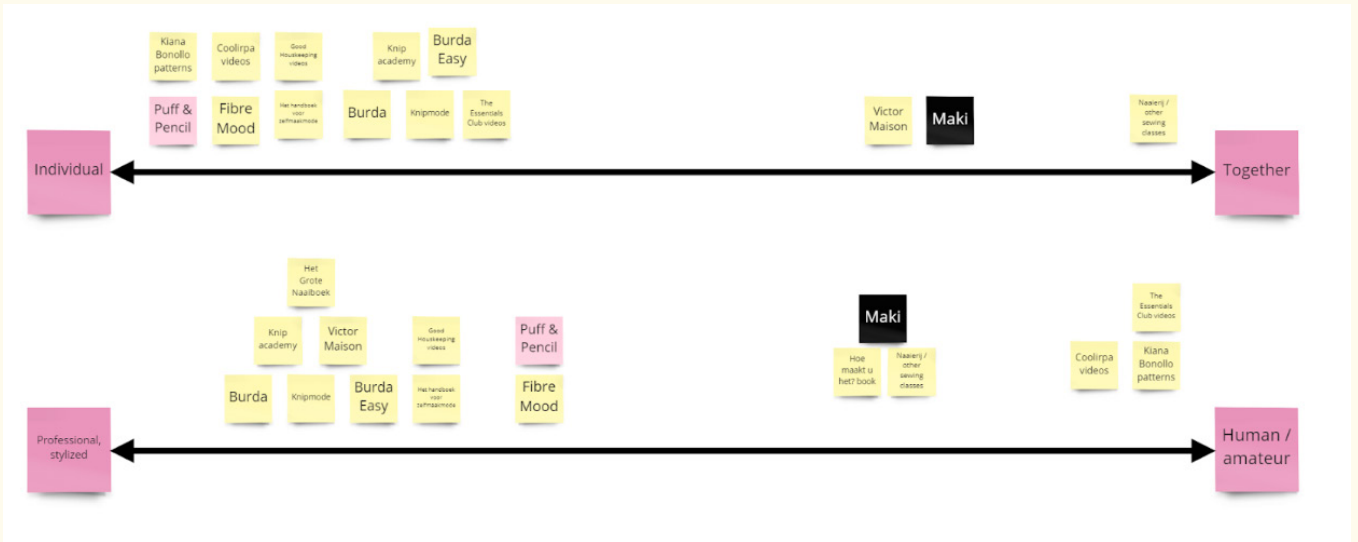 Kiana
Bonollo
patterns
Coolirpa
videos
Good
Houskeeping
videos
Knip
academy
Burda
Easy
Puff &
Pencil
Fibre
Mood
Het handboek
voor
zelfmaakmode
Burda
Knipmode
The
Essentials
Club videos
Victor
Maison
Maki
Naaierij /
other
sewing
classes
Individual
Together
Het
Grote
Naaiboek
Knip
academy
Victor
Maison
Good
Houskeeping
videos
Puff &
Pencil
Burda
Knipmode
Burda
Easy
Het handboek
voor
zelfmaakmode
Fibre
Mood
Maki
Hoe
maakt u
het? book
Naaierij /
other
sewing
classes
The
Essentials
Club videos
Coolirpa
videos
Kiana
Bonollo
patterns
Professional,
stylized
Human /
amateur